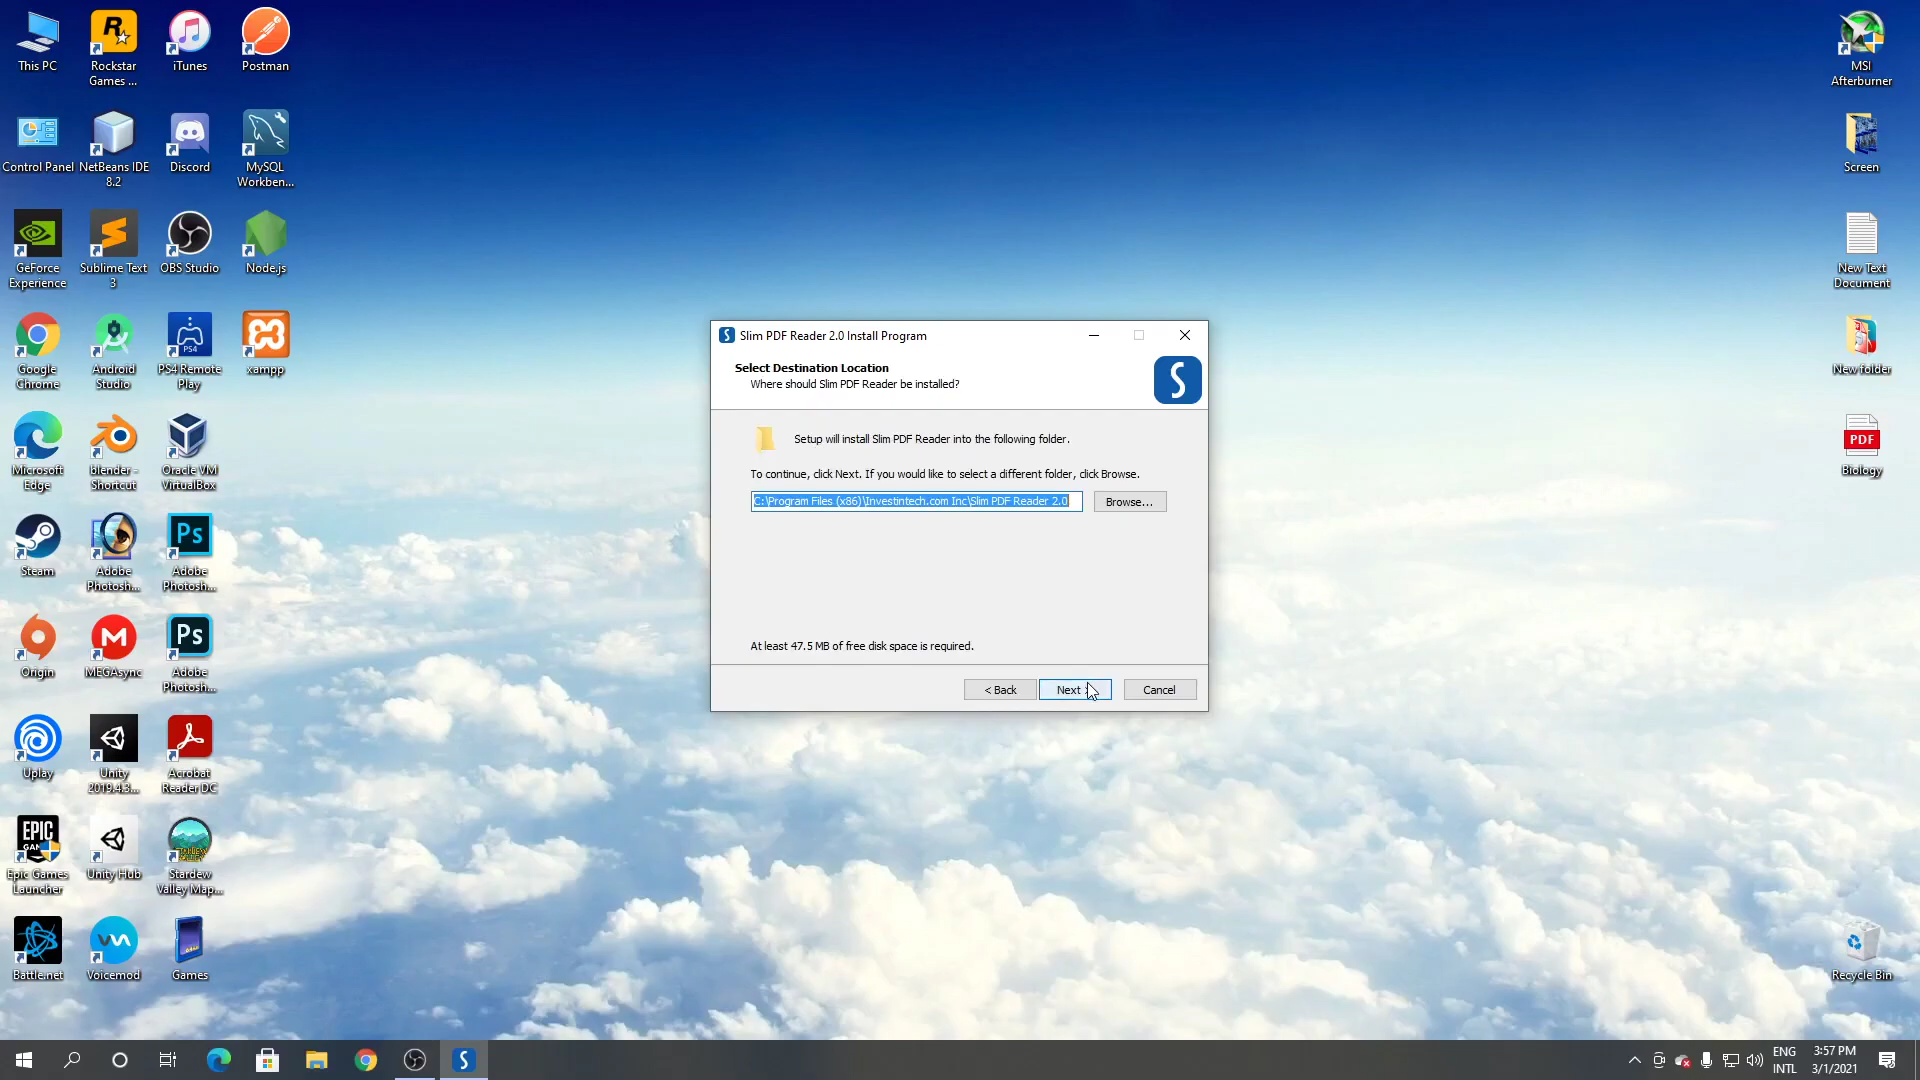 This PC
Rockstar
Games ...
iTunes
Postman
MSI
Afterburner
Control Panel
NetBeans IDE
8.2
Discord
MySQL
Workben...
Screen
GeForce
Experience
Sublime Text
3
OBS Studio
Node.js
New Text
Document
Google
Chrome
Android
Studio
PS4
PS4 Remote
Play
xampp
New folder
Microsoft
Edge
blender -
Shortcut
Oracle VM
VirtualBox
PDF
Biology
Steam
Adobe
Photosh...
Ps
Adobe
Photosh...
Origin
MEGAsync
Ps
Adobe
Photosh...
Uplay
Unity
2019.4.3...
Acrobat
Reader DC
Epic Games
Launcher
Unity Hub
Stardew
Valley Map...
Battle.net
Voicemod
Games
Recycle Bin
Slim PDF Reader 2.0 Install Program
Select Destination Location
Where should Slim PDF Reader be installed?
Setup will install Slim PDF Reader into the following folder.
To continue, click Next. If you would like to select a different folder, click Browse.
C:\Program Files (x86)\Investintech.com Inc\Slim PDF Reader 2.0
Browse...
At least 47.5 MB of free disk space is required.
< Back
Next >
Cancel
ENG
INTL
3:57 PM
3/1/2021